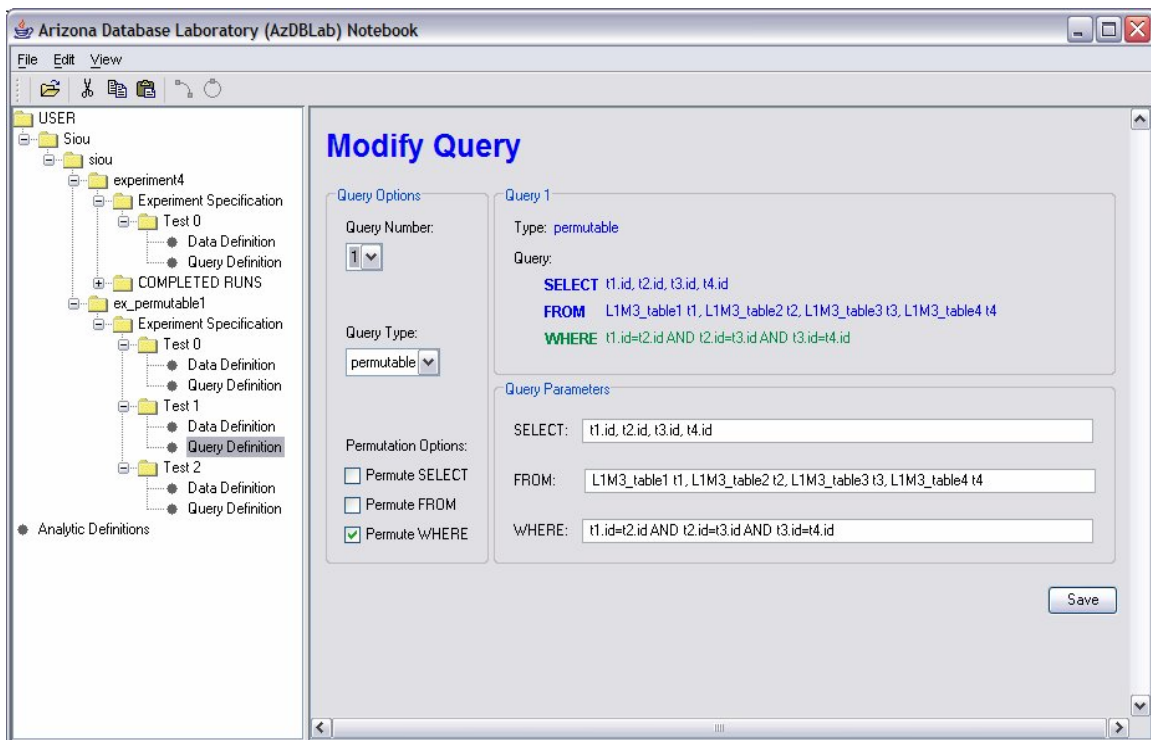 Arizona Database Laboratory (AzDBLab) Notebook
File Edit View
USER
Siou
siou
experiment4
Experiment Specification
Test 0
Data Definition
Query Definition
COMPLETED RUNS
ex_permutable1
Experiment Specification
Test 0
Data Definition
Query Definition
Test 1
Data Definition
Query Definition
Test 2
Data Definition
Query Definition
Analytic Definitions
Modify Query
Query Options
Query Number:
1
Query Type:
permutable
Permutation Options:
Permute SELECT
Permute FROM
Permute WHERE
Query 1
Type: permutable
Query:
SELECT t1.id, t2.id, t3.id, t4.id
FROM L1M3_table1 t1, L1M3_table2 t2, L1M3_table3 t3, L1M3_table4 t4
WHERE t1.id=t2.id AND t2.id=t3.id AND t3.id=t4.id
Query Parameters
SELECT: t1.id, t2.id, t3.id, t4.id
FROM: L1M3_table1 t1, L1M3_table2 t2, L1M3_table3 t3, L1M3_table4 t4
WHERE: t1.id=t2.id AND t2.id=t3.id AND t3.id=t4.id
Save